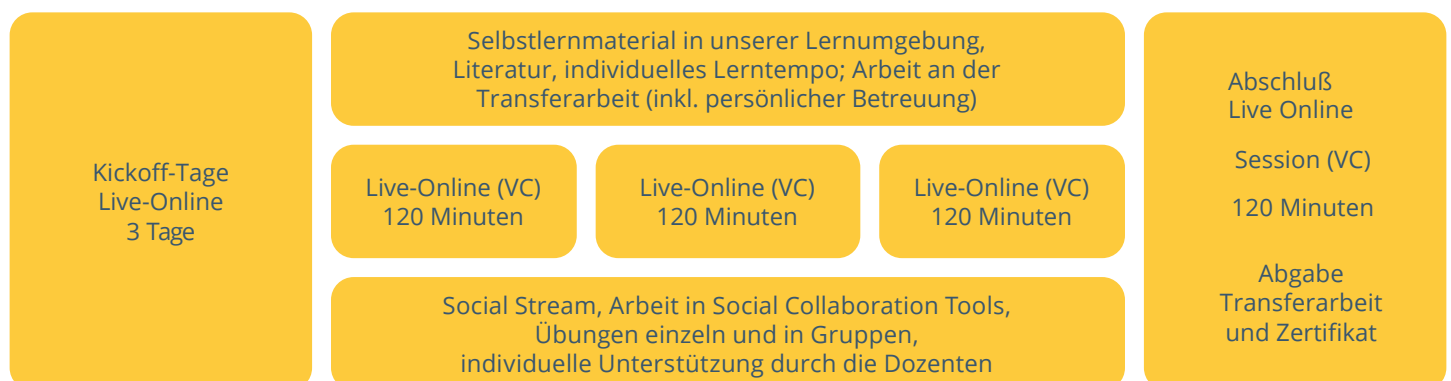 Kickoff-Tage
Live-Online
3 Tage
Selbstlernmaterial in unserer Lernumgebung,
Literatur, individuelles Lerntempo; Arbeit an der
Transferarbeit (inkl. persönlicher Betreuung)
Live-Online (VC)
120 Minuten
Live-Online (VC)
120 Minuten
Live-Online (VC)
120 Minuten
Social Stream, Arbeit in Social Collaboration Tools,
Übungen einzeln und in Gruppen,
individuelle Unterstützung durch die Dozenten
Abschluß
Live Online
Session (VC)
120 Minuten
Abgabe
Transferarbeit
und Zertifikat